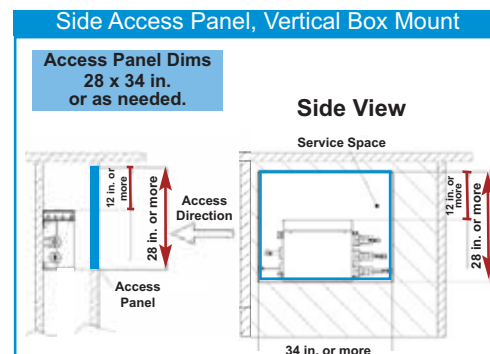 Side Access Panel, Vertical Box Mount
Access Panel Dims
28 x 34 in.
or as needed.
Side View
Service Space
12 in. or
more
28 in. or more
Access
Direction
Access
Panel
12 in. or
more
28 in. or more
34 in. or more